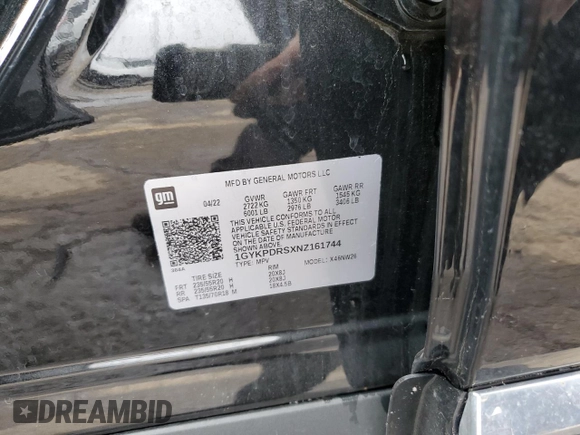 MFD BY GENERAL MOTORS LLC
gm
04/22
GVWR GAWR FRT GAWR RR
2722 KG 1350 KG 1545 KG
6001 LB 2976 LB 3406 LB
THIS VEHICLE CONFORMS TO ALL
APPLICABLE U.S. FEDERAL MOTOR
VEHICLE SAFETY STANDARDS IN EFFECT
ON THE DATE OF MANUFACTURE
SHOWN ABOVE.
1GYKPDRSXNZ161744
TYPE: MPV MODEL: X46NW26
TIRE SIZE RIM
FRT 235/55R20 H 20X8J
RR 235/55R20 H 20X8J
SPA T135/70R18 M 18X4.5B
DREAMBID